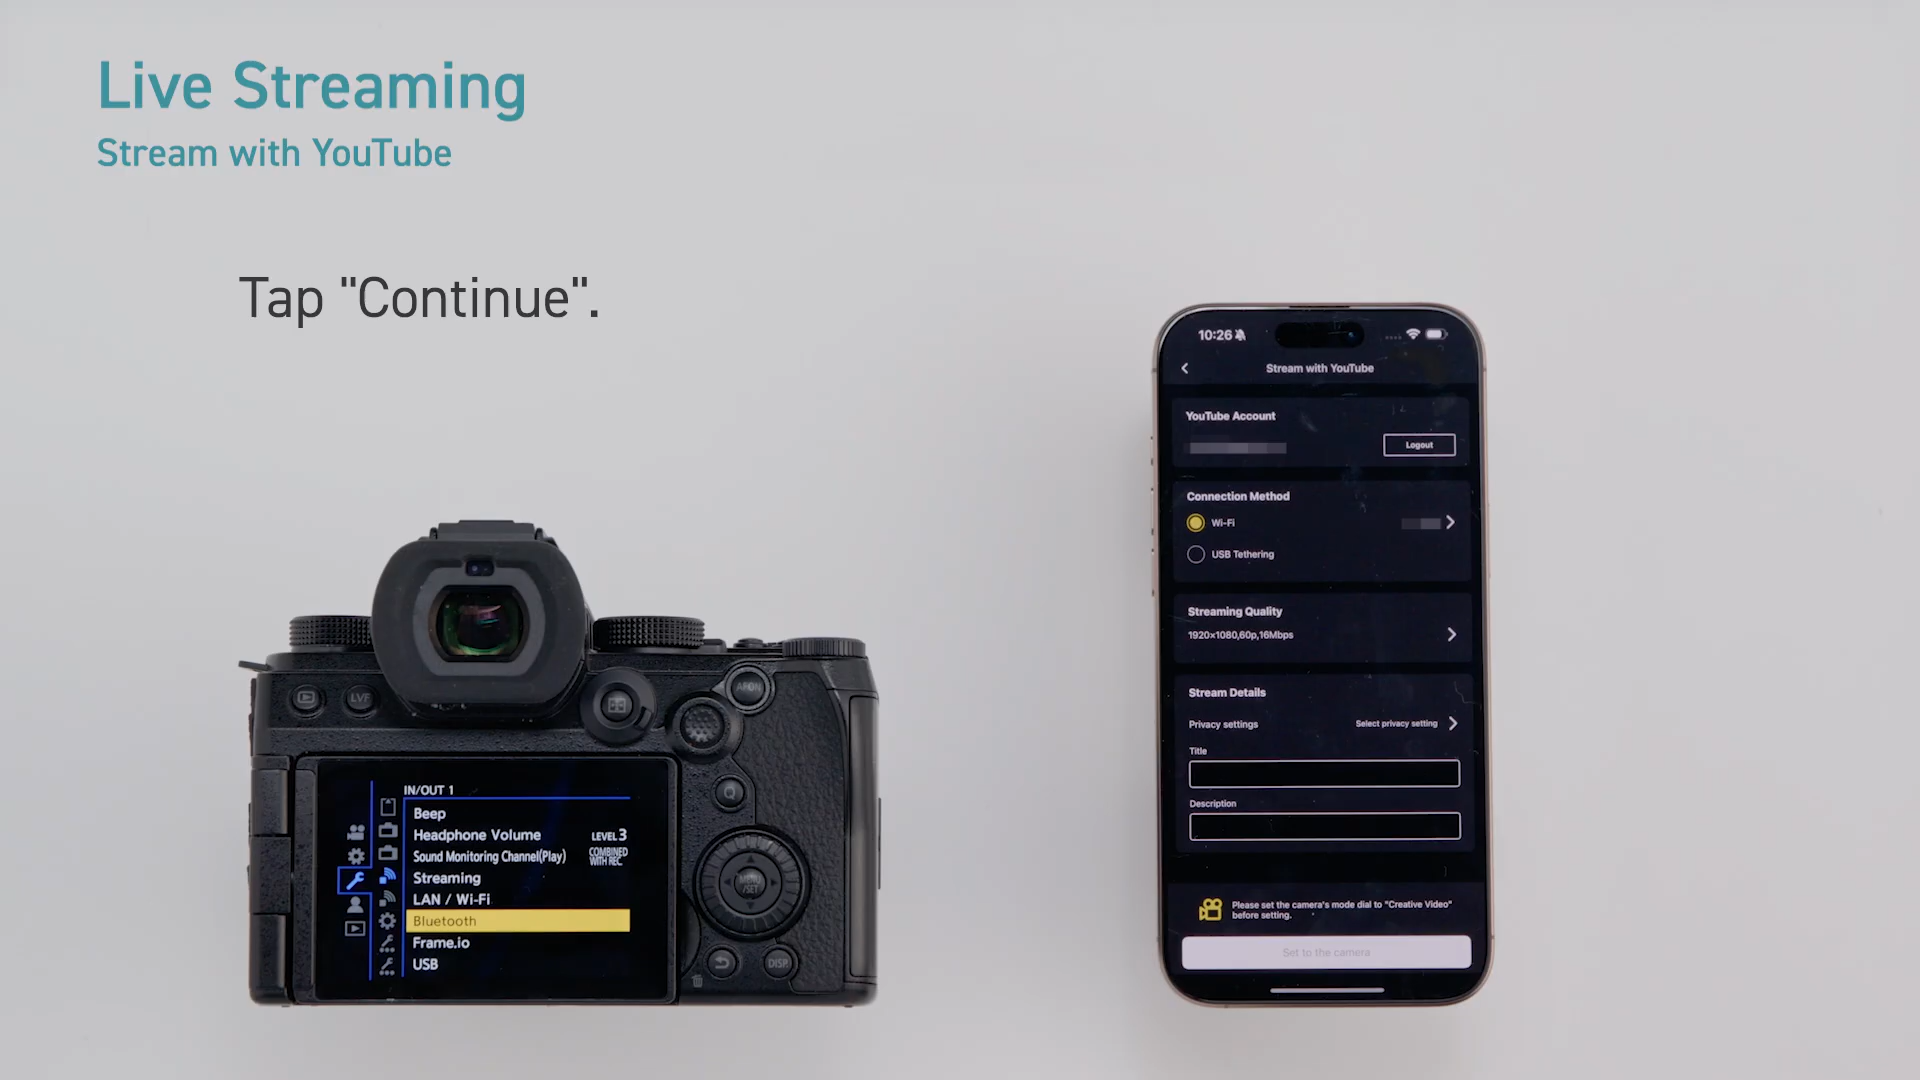 Live Streaming
Stream with YouTube
Tap "Continue".
10:26
Stream with YouTube
YouTube Account
Logout
Connection Method
Wi-Fi
USB Tethering
Streaming Quality
1920×1080,60p,16Mbps
Stream Details
Privacy settings
Select privacy setting
Title
Description
Please set the camera's mode dial to "Creative Video"
before setting.
Set to the camera
LVF
AF ON
Q
MENU
/SET
DISP.
IN/OUT 1
Beep
Headphone Volume LEVEL3
Sound Monitoring Channel(Play) COMBINED
WITH REC
Streaming
LAN / Wi-Fi
Bluetooth
Frame.io
USB